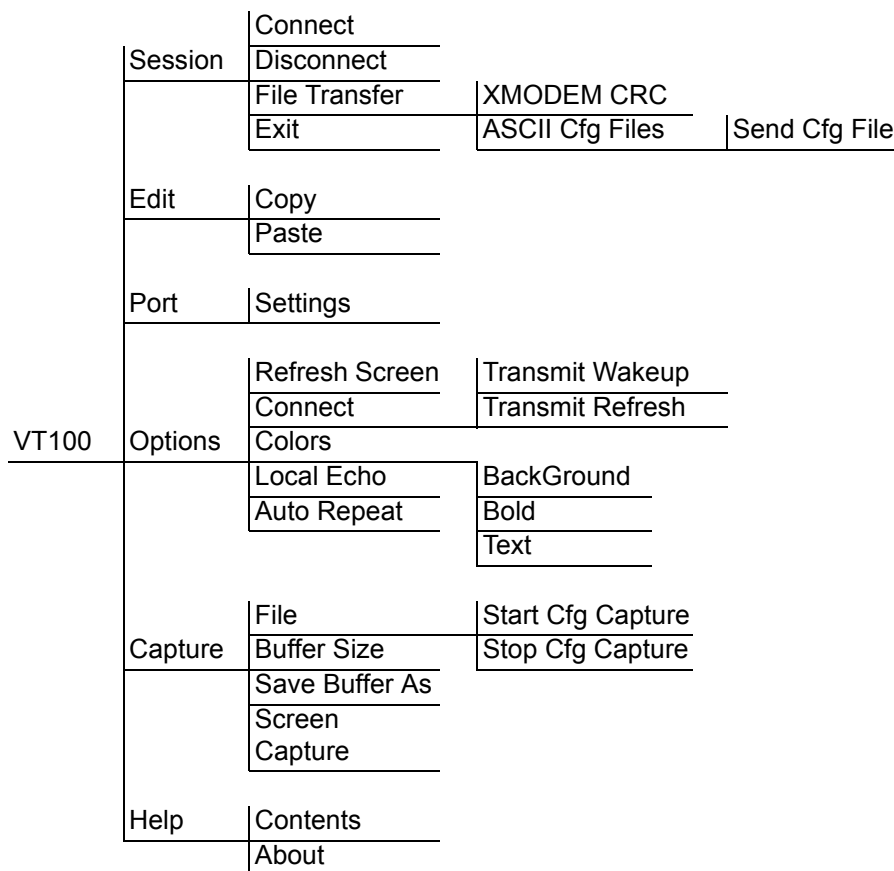 Connect
Session
Disconnect
File Transfer
XMODEM CRC
Exit
ASCII Cfg Files
Send Cfg File
Edit
Copy
Paste
Port
Settings
Refresh Screen
Transmit Wakeup
Connect
Transmit Refresh
VT100
Options
Colors
Local Echo
BackGround
Auto Repeat
Bold
Text
File
Start Cfg Capture
Capture
Buffer Size
Stop Cfg Capture
Save Buffer As
Screen
Capture
Help
Contents
About